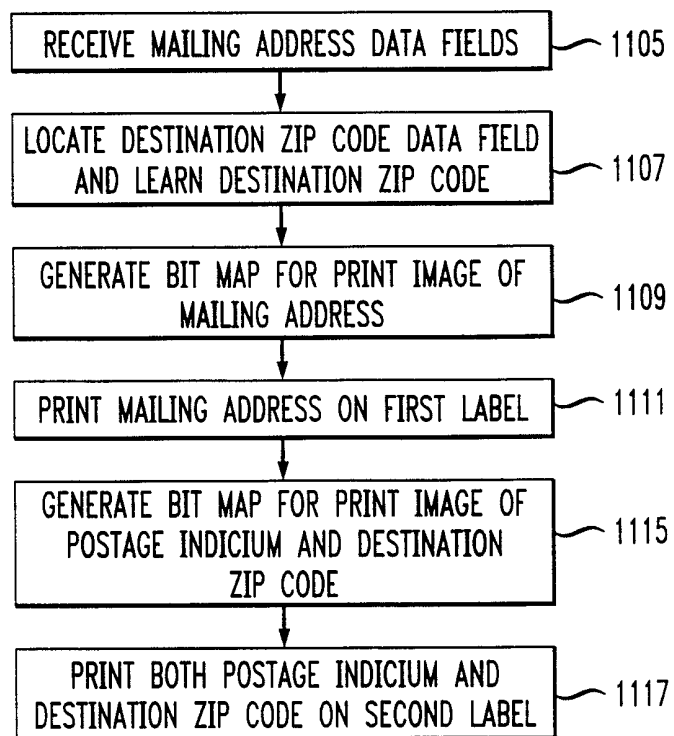 RECEIVE MAILING ADDRESS DATA FIELDS 1105
LOCATE DESTINATION ZIP CODE DATA FIELD
AND LEARN DESTINATION ZIP CODE 1107
GENERATE BIT MAP FOR PRINT IMAGE OF
MAILING ADDRESS 1109
PRINT MAILING ADDRESS ON FIRST LABEL 1111
GENERATE BIT MAP FOR PRINT IMAGE OF
POSTAGE INDICIUM AND DESTINATION 1115
ZIP CODE
PRINT BOTH POSTAGE INDICIUM AND
DESTINATION ZIP CODE ON SECOND LABEL 1117